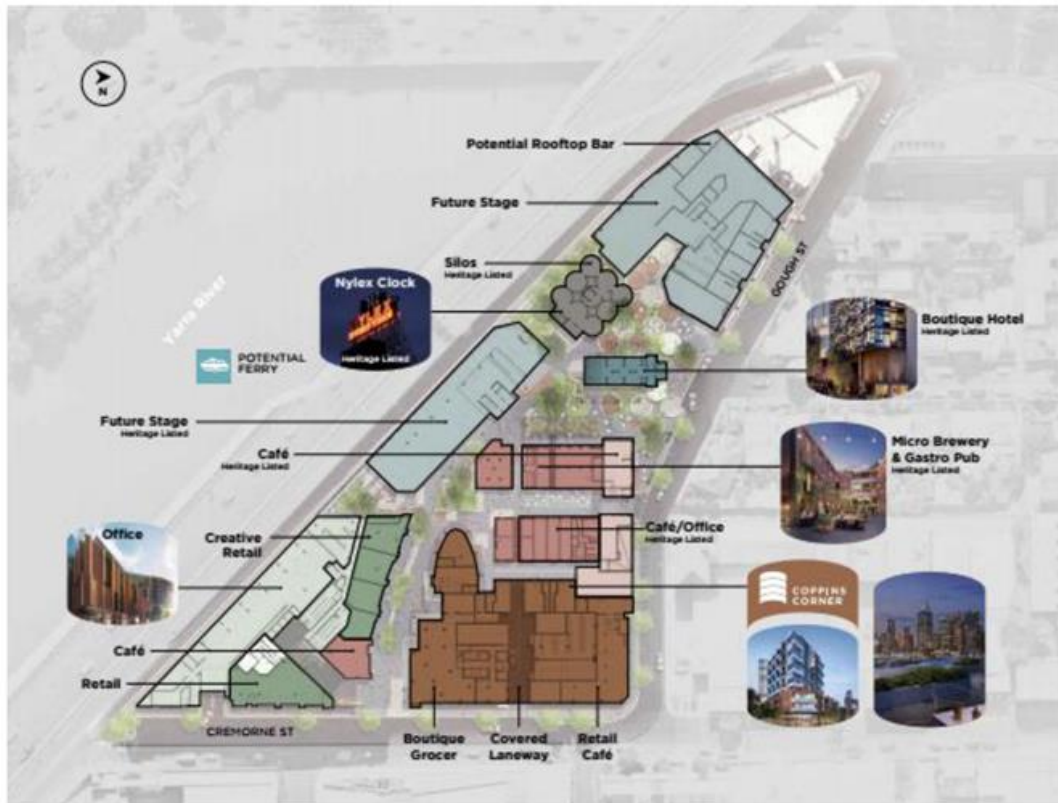 N
Potential Rooftop Bar
Future Stage
Silos
Heritage Listed
Nylex Clock
Heritage Listed
GOUGH ST
Yarra River
Boutique Hotel
Heritage Listed
POTENTIAL
FERRY
Future Stage
Heritage Listed
Café
Heritage Listed
Micro Brewery
& Gastro Pub
Heritage Listed
Office
Creative
Retail
Café/Office
Heritage Listed
COPPINS
CORNER
Café
Retail
CREMORNE ST
Boutique
Grocer
Covered
Laneway
Retail
Café